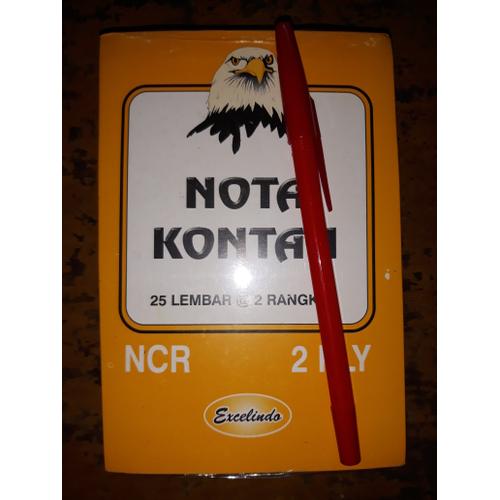 NOTA
KONTAN
25 LEMBAR @ 2
NCR 2 PLY
Excelindo